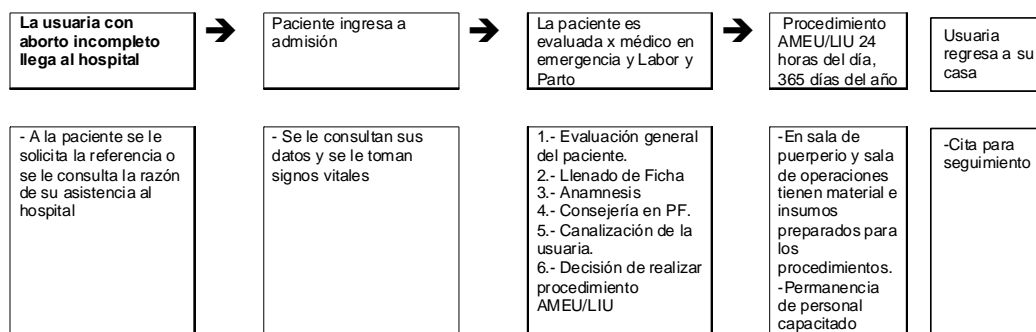 La usuaria con
aborto incompleto
llega al hospital
➔
Paciente ingresa a
admisión
➔
La paciente es
evaluada x médico en
emergencia y Labor y
Parto
➔
Procedimiento
AMEU/LIU 24
horas del día,
365 días del año
Usuaria
regresa a su
casa
- A la paciente se le
solicita la referencia o
se le consulta la razón
de su asistencia al
hospital
- Se le consultan sus
datos y se le toman
signos vitales
1.- Evaluación general
del paciente.
2.- Llenado de Ficha
3.- Anamnesis
4.- Consejería en PF.
5.- Canalización de la
usuaria.
6.- Decisión de realizar
procedimiento
AMEU/LIU
-En sala de
puerperio y sala
de operaciones
tienen material e
insumos
preparados para
los
procedimientos.
-Permanencia
de personal
capacitado
-Cita para
seguimiento